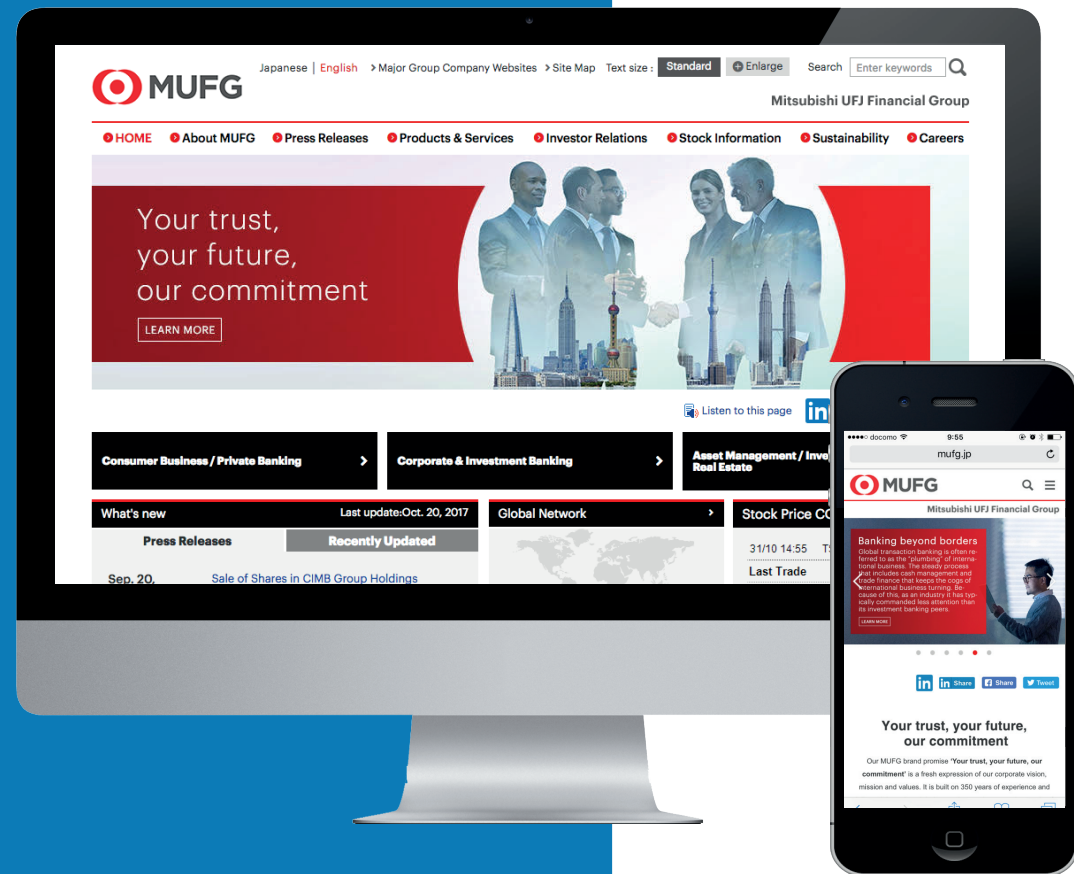 MUFG
Japanese | English Major Group Company Websites Site Map Text size : Standard Enlarge Search Enter keywords
Mitsubishi UFJ Financial Group
HOME About MUFG Press Releases Products & Services Investor Relations Stock Information Sustainability Careers
Your trust,
your future,
our commitment
LEARN MORE
Listen to this page in
Consumer Business / Private Banking
Corporate & Investment Banking
Asset Management / Inve
Real Estate
What's new Last update:Oct. 20, 2017
Press Releases Recently Updated
Sep. 20, Sale of Shares in CIMB Group Holdings
Global Network
Stock Price CO
31/10 14:55 TS
Last Trade
docomo 9:55
mufg.jp
MUFG
Mitsubishi UFJ Financial Group
Banking beyond borders
Global transaction banking is often re-
ferred to as the "plumbing" of interna-
tional business. The steady process
that includes cash management and
trade finance that keeps the cogs of
international business turning. Be-
cause of this, as an industry it has typ-
ically commanded less attention than
its investment banking peers.
LEARN MORE
in in Share Share Tweet
Your trust, your future,
our commitment
Our MUFG brand promise 'Your trust, your future, our
commitment' is a fresh expression of our corporate vision,
mission and values. It is built on 350 years of experience and